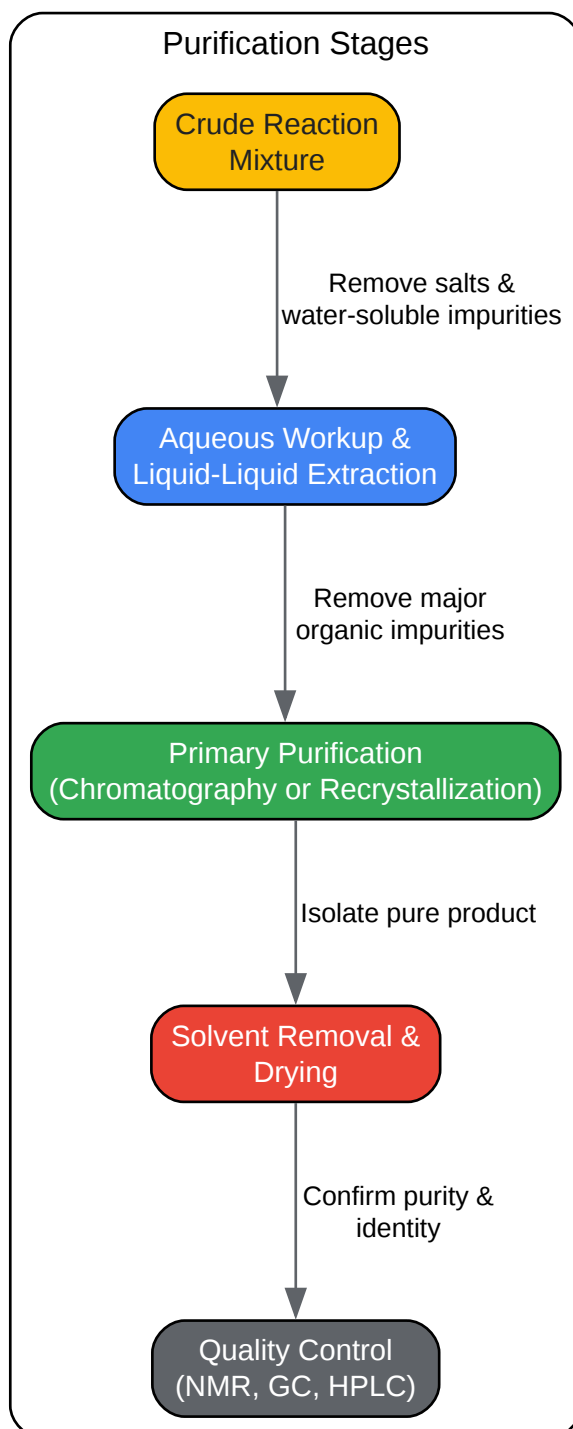 Purification Stages
Crude Reaction
Mixture
Remove salts &
water-soluble impurities
Aqueous Workup &
Liquid-Liquid Extraction
Remove major
organic impurities
Primary Purification
(Chromatography or Recrystallization)
Isolate pure product
Solvent Removal &
Drying
Confirm purity &
identity
Quality Control
(NMR, GC, HPLC)